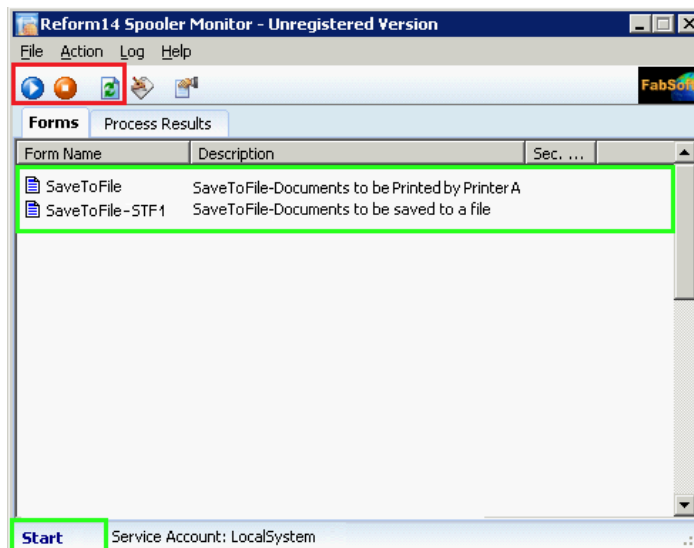 Reform14 Spooler Monitor - Unregistered Version
File Action Log Help
FabSoft
Forms Process Results
Form Name Description Sec. ...
SaveToFile SaveToFile-Documents to be Printed by Printer A
SaveToFile-STF1 SaveToFile-Documents to be saved to a file
Start Service Account: LocalSystem